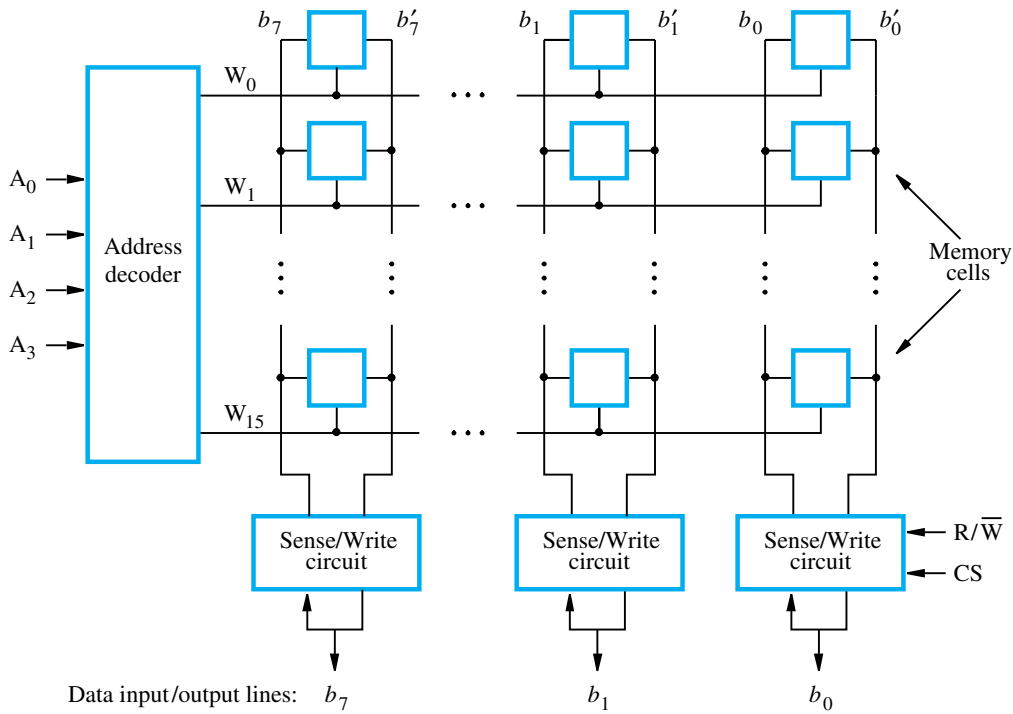 b₇ b′₇ b₁ b′₁ b₀ b′₀
W₀
W₁
A₀
A₁
A₂
A₃
Address
decoder
Memory
cells
W₁₅
Sense/Write
circuit
Sense/Write
circuit
Sense/Write
circuit
R/W̅
CS
Data input/output lines: b₇ b₁ b₀